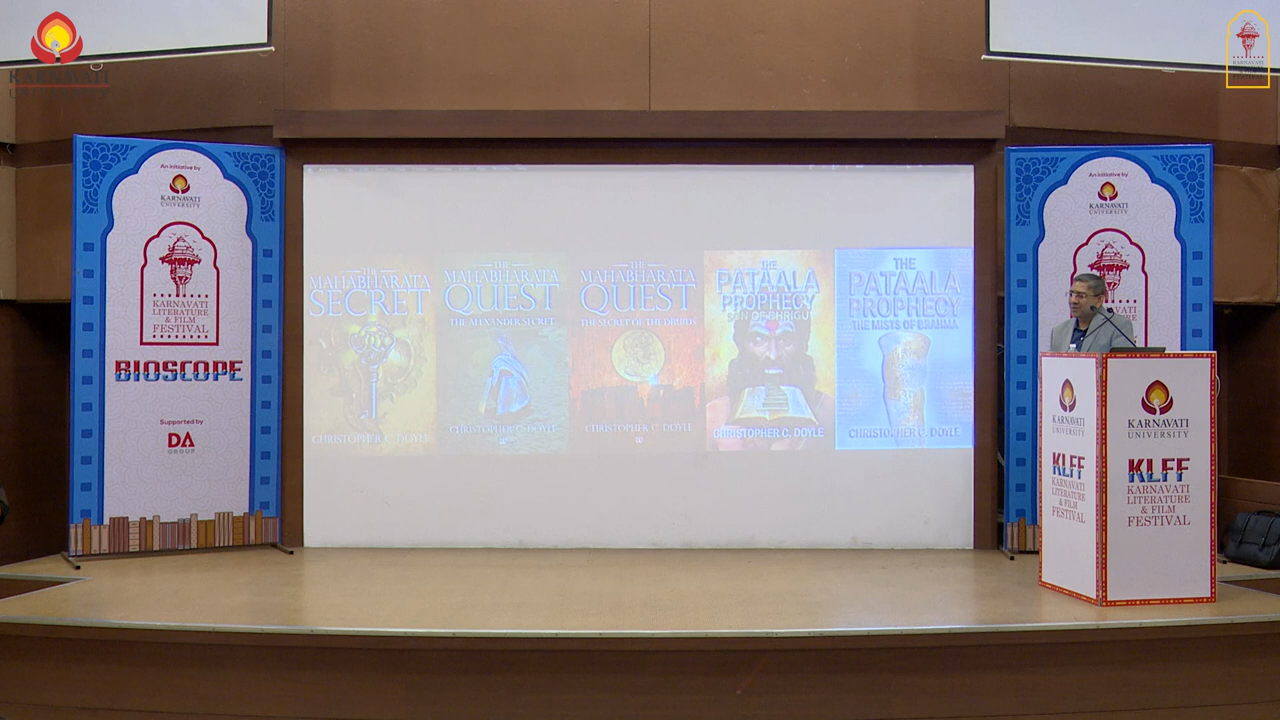 KARNAVATI
UNIVERSITY
An initiative by
KARNAVATI
UNIVERSITY
KARNAVATI
LITERATURE
& FILM
FESTIVAL
BIOSCOPE
Supported by
DA
GROUP
THE
MAHABHARATA
SECRET
CHRISTOPHER C. DOYLE
THE
MAHABHARATA
QUEST
THE ALEXANDER SECRET
CHRISTOPHER C. DOYLE
THE
MAHABHARATA
QUEST
THE SECRET OF THE DRUIDS
CHRISTOPHER C. DOYLE
THE
PATAALA
PROPHECY
SON OF BHRIGU
CHRISTOPHER C. DOYLE
THE
PATAALA
PROPHECY
THE MISTS OF BRAHMA
CHRISTOPHER C. DOYLE
An initiative by
KARNAVATI
UNIVERSITY
KARNAVATI
UNIVERSITY
KLFF
KARNAVATI
LITERATURE
& FILM
FESTIVAL
KARNAVATI
UNIVERSITY
KLFF
KARNAVATI
LITERATURE
& FILM
FESTIVAL